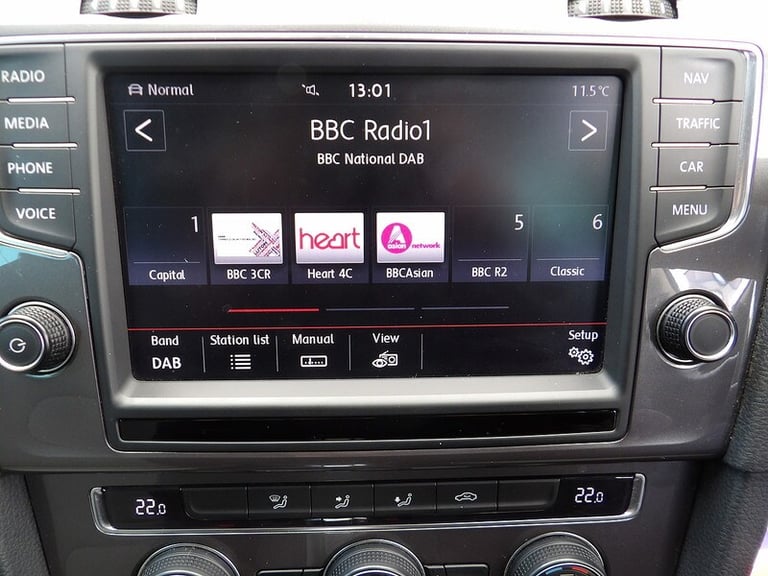 RADIO
MEDIA
PHONE
VOICE
Normal
13:01
11.5°C
BBC Radio1
BBC National DAB
1
Capital
BBC 3CR
heart
Heart 4C
A
asian network
BBCAsian
5
BBC R2
6
Classic
Band
DAB
Station list
Manual
View
Setup
NAV
TRAFFIC
CAR
MENU
22.0
22.0